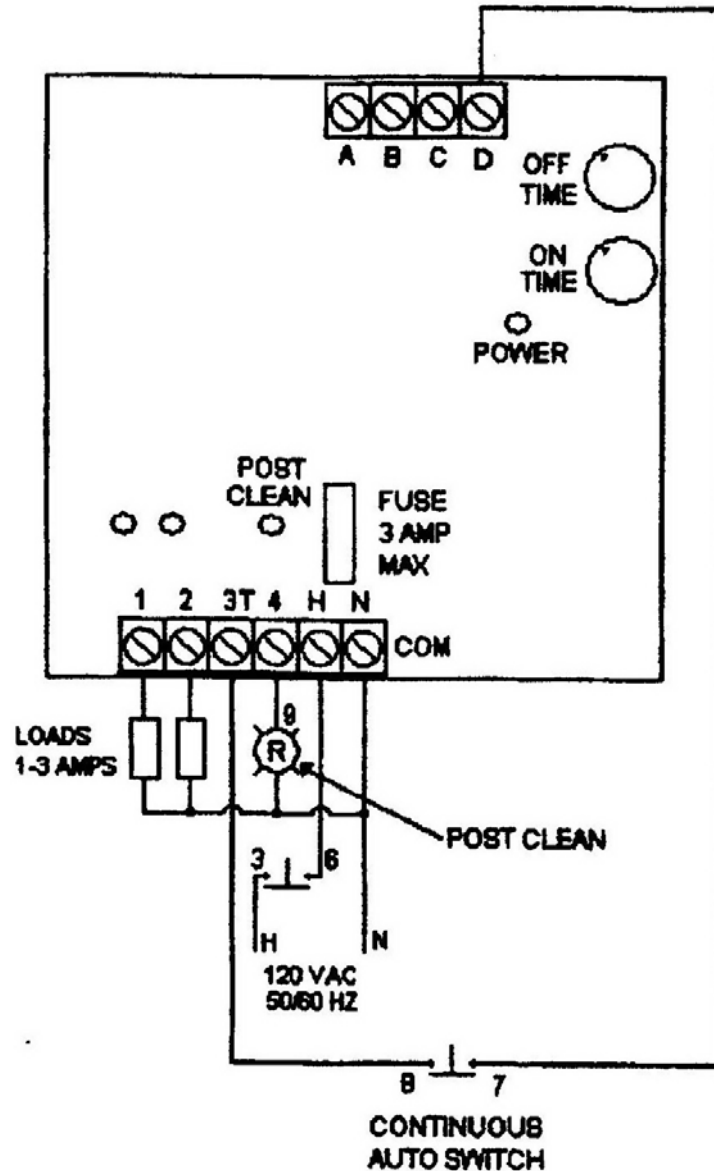 A B C D
OFF
TIME
ON
TIME
POWER
POST
CLEAN
FUSE
3 AMP
MAX
1 2 3T 4 H N
COM
LOADS
1-3 AMPS
9
R
POST CLEAN
3 6
H N
120 VAC
50/60 HZ
8 7
CONTINUOUS
AUTO SWITCH